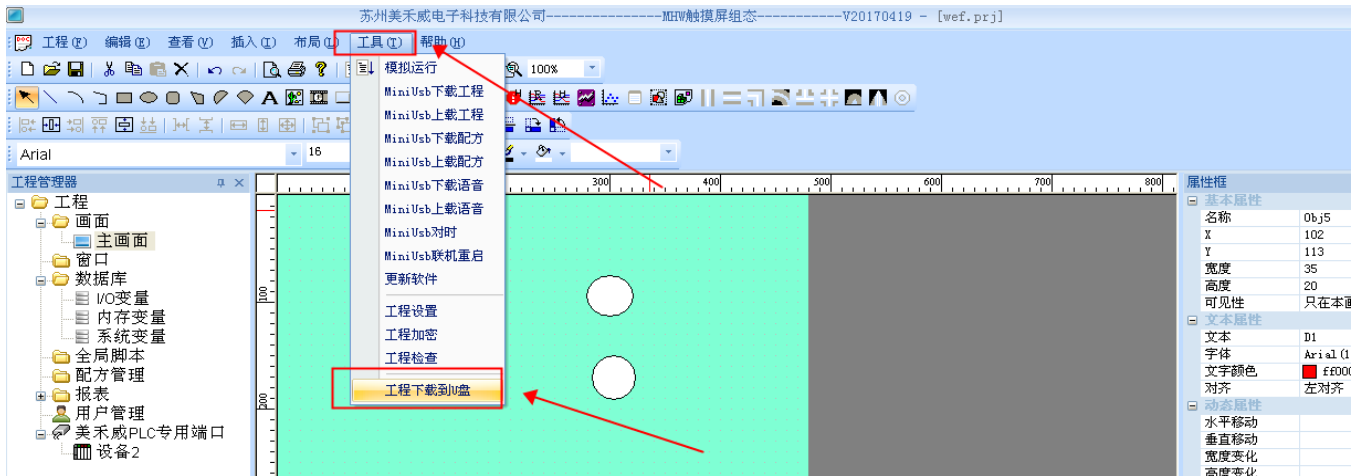 苏州美禾威电子科技有限公司----------------MHW触摸屏组态-----------V20170419 - [wef.prj]
工程(F) 编辑(E) 查看(V) 插入(I) 布局(L) 工具(T) 帮助(H)
100%
Arial 16
模拟运行
MiniUsb下载工程
MiniUsb上载工程
MiniUsb下载配方
MiniUsb上载配方
MiniUsb下载语音
MiniUsb上载语音
MiniUsb对时
MiniUsb联机重启
更新软件
工程设置
工程加密
工程检查
工程下载到U盘
工程管理器
工程
画面
主画面
窗口
数据库
I/O变量
内存变量
系统变量
全局脚本
配方管理
报表
用户管理
美禾威PLC专用端口
设备2
300 400 500 600 700 800
100
200
属性框
基本属性
名称 Obj5
X 102
Y 113
宽度 35
高度 20
可见性 只在本画
文本属性
文本 D1
字体 Arial(1
文字颜色 ff000
对齐 左对齐
动态属性
水平移动
垂直移动
宽度变化
高度变化